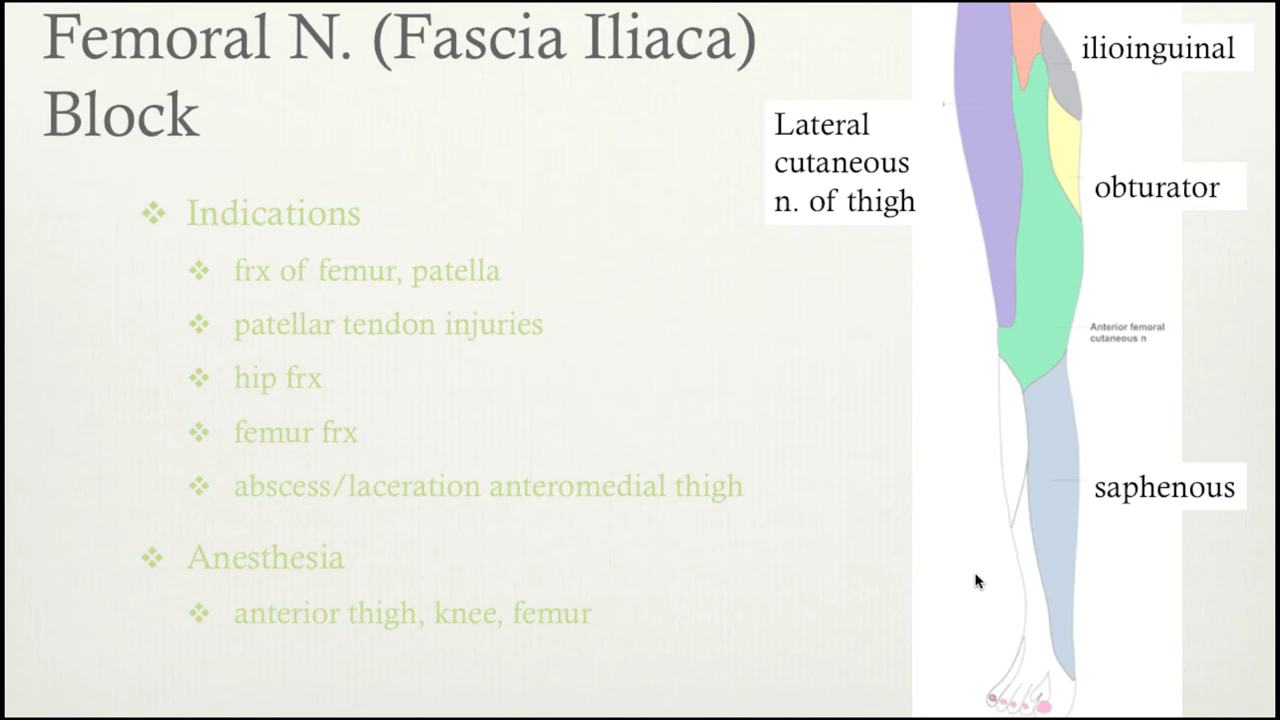 Femoral N. (Fascia Iliaca)
Block
Indications
frx of femur, patella
patellar tendon injuries
hip frx
femur frx
abscess/laceration anteromedial thigh
Anesthesia
anterior thigh, knee, femur
ilioinguinal
Lateral
cutaneous
n. of thigh
obturator
Anterior femoral
cutaneous n
saphenous